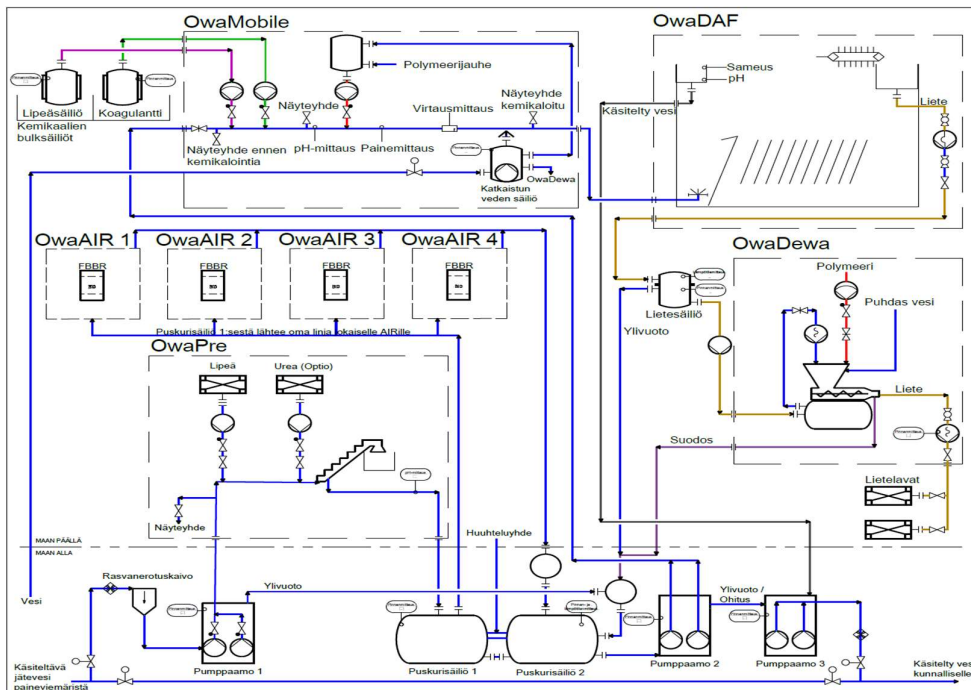 OwaMobile
OwaDAF
Lipeäsäiliö
Koagulantti
Kemikaalien
bulksäiliöt
Polymeerijauhe
Näyteyhde
Näyteyhde
kemikaloitu
Virtausmittaus
Näyteyhde ennen
kemikalointia
pH-mittaus
Painemittaus
OwaDewa
Katkaistun
veden säiliö
Sameus
pH
Käsitelty vesi
Liete
OwaAIR 1
OwaAIR 2
OwaAIR 3
OwaAIR 4
FBBR
FBBR
FBBR
FBBR
Puskurisäiliö 1:sestä lähtee oma linja jokaiselle AIRille
OwaPre
Lipeä
Urea (Optio)
pH-mittaus
Näyteyhde
OwaDewa
Polymeeri
Puhdas vesi
Lietesäiliö
Ylivuoto
Liete
Suodos
Lietelavat
MAAN PÄÄLLÄ
MAAN ALLA
Huuhteluyhde
Rasvanerotuskaivo
Vesi
Ylivuoto
Ylivuoto /
Ohitus
Pumppaamo 1
Puskurisäiliö 1
Puskurisäiliö 2
Pumppaamo 2
Pumppaamo 3
Käsiteltävä
jätevesi
paineviemäristä
Käsitelty ves
kunnalliselle